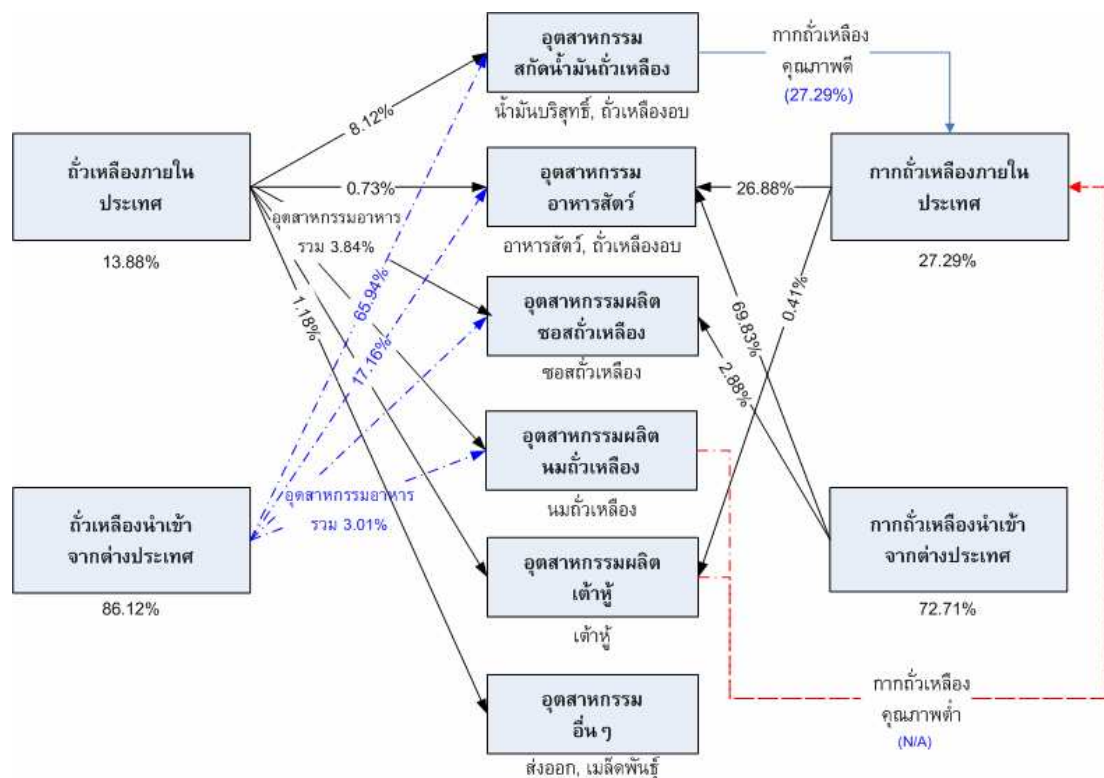 อุตสาหกรรม
สกัดน้ำมันถั่วเหลือง
น้ำมันบริสุทธิ์, ถั่วเหลืองอบ
กากถั่วเหลือง
คุณภาพดี
(27.29%)
8.12%
ถั่วเหลืองภายใน
ประเทศ
13.88%
0.73%
อุตสาหกรรม
อาหารสัตว์
อาหารสัตว์, ถั่วเหลืองอบ
26.88%
กากถั่วเหลืองภายใน
ประเทศ
27.29%
อุตสาหกรรมอาหาร
รวม 3.84%
65.94%
17.16%
1.18%
อุตสาหกรรมผลิต
ซอสถั่วเหลือง
ซอสถั่วเหลือง
69.83%
0.41%
2.88%
อุตสาหกรรมผลิต
นมถั่วเหลือง
นมถั่วเหลือง
ถั่วเหลืองนำเข้า
จากต่างประเทศ
86.12%
อุตสาหกรรมอาหาร
รวม 3.01%
อุตสาหกรรมผลิต
เต้าหู้
เต้าหู้
กากถั่วเหลืองนำเข้า
จากต่างประเทศ
72.71%
อุตสาหกรรม
อื่น ๆ
ส่งออก, เมล็ดพันธุ์
กากถั่วเหลือง
คุณภาพต่ำ
(N/A)